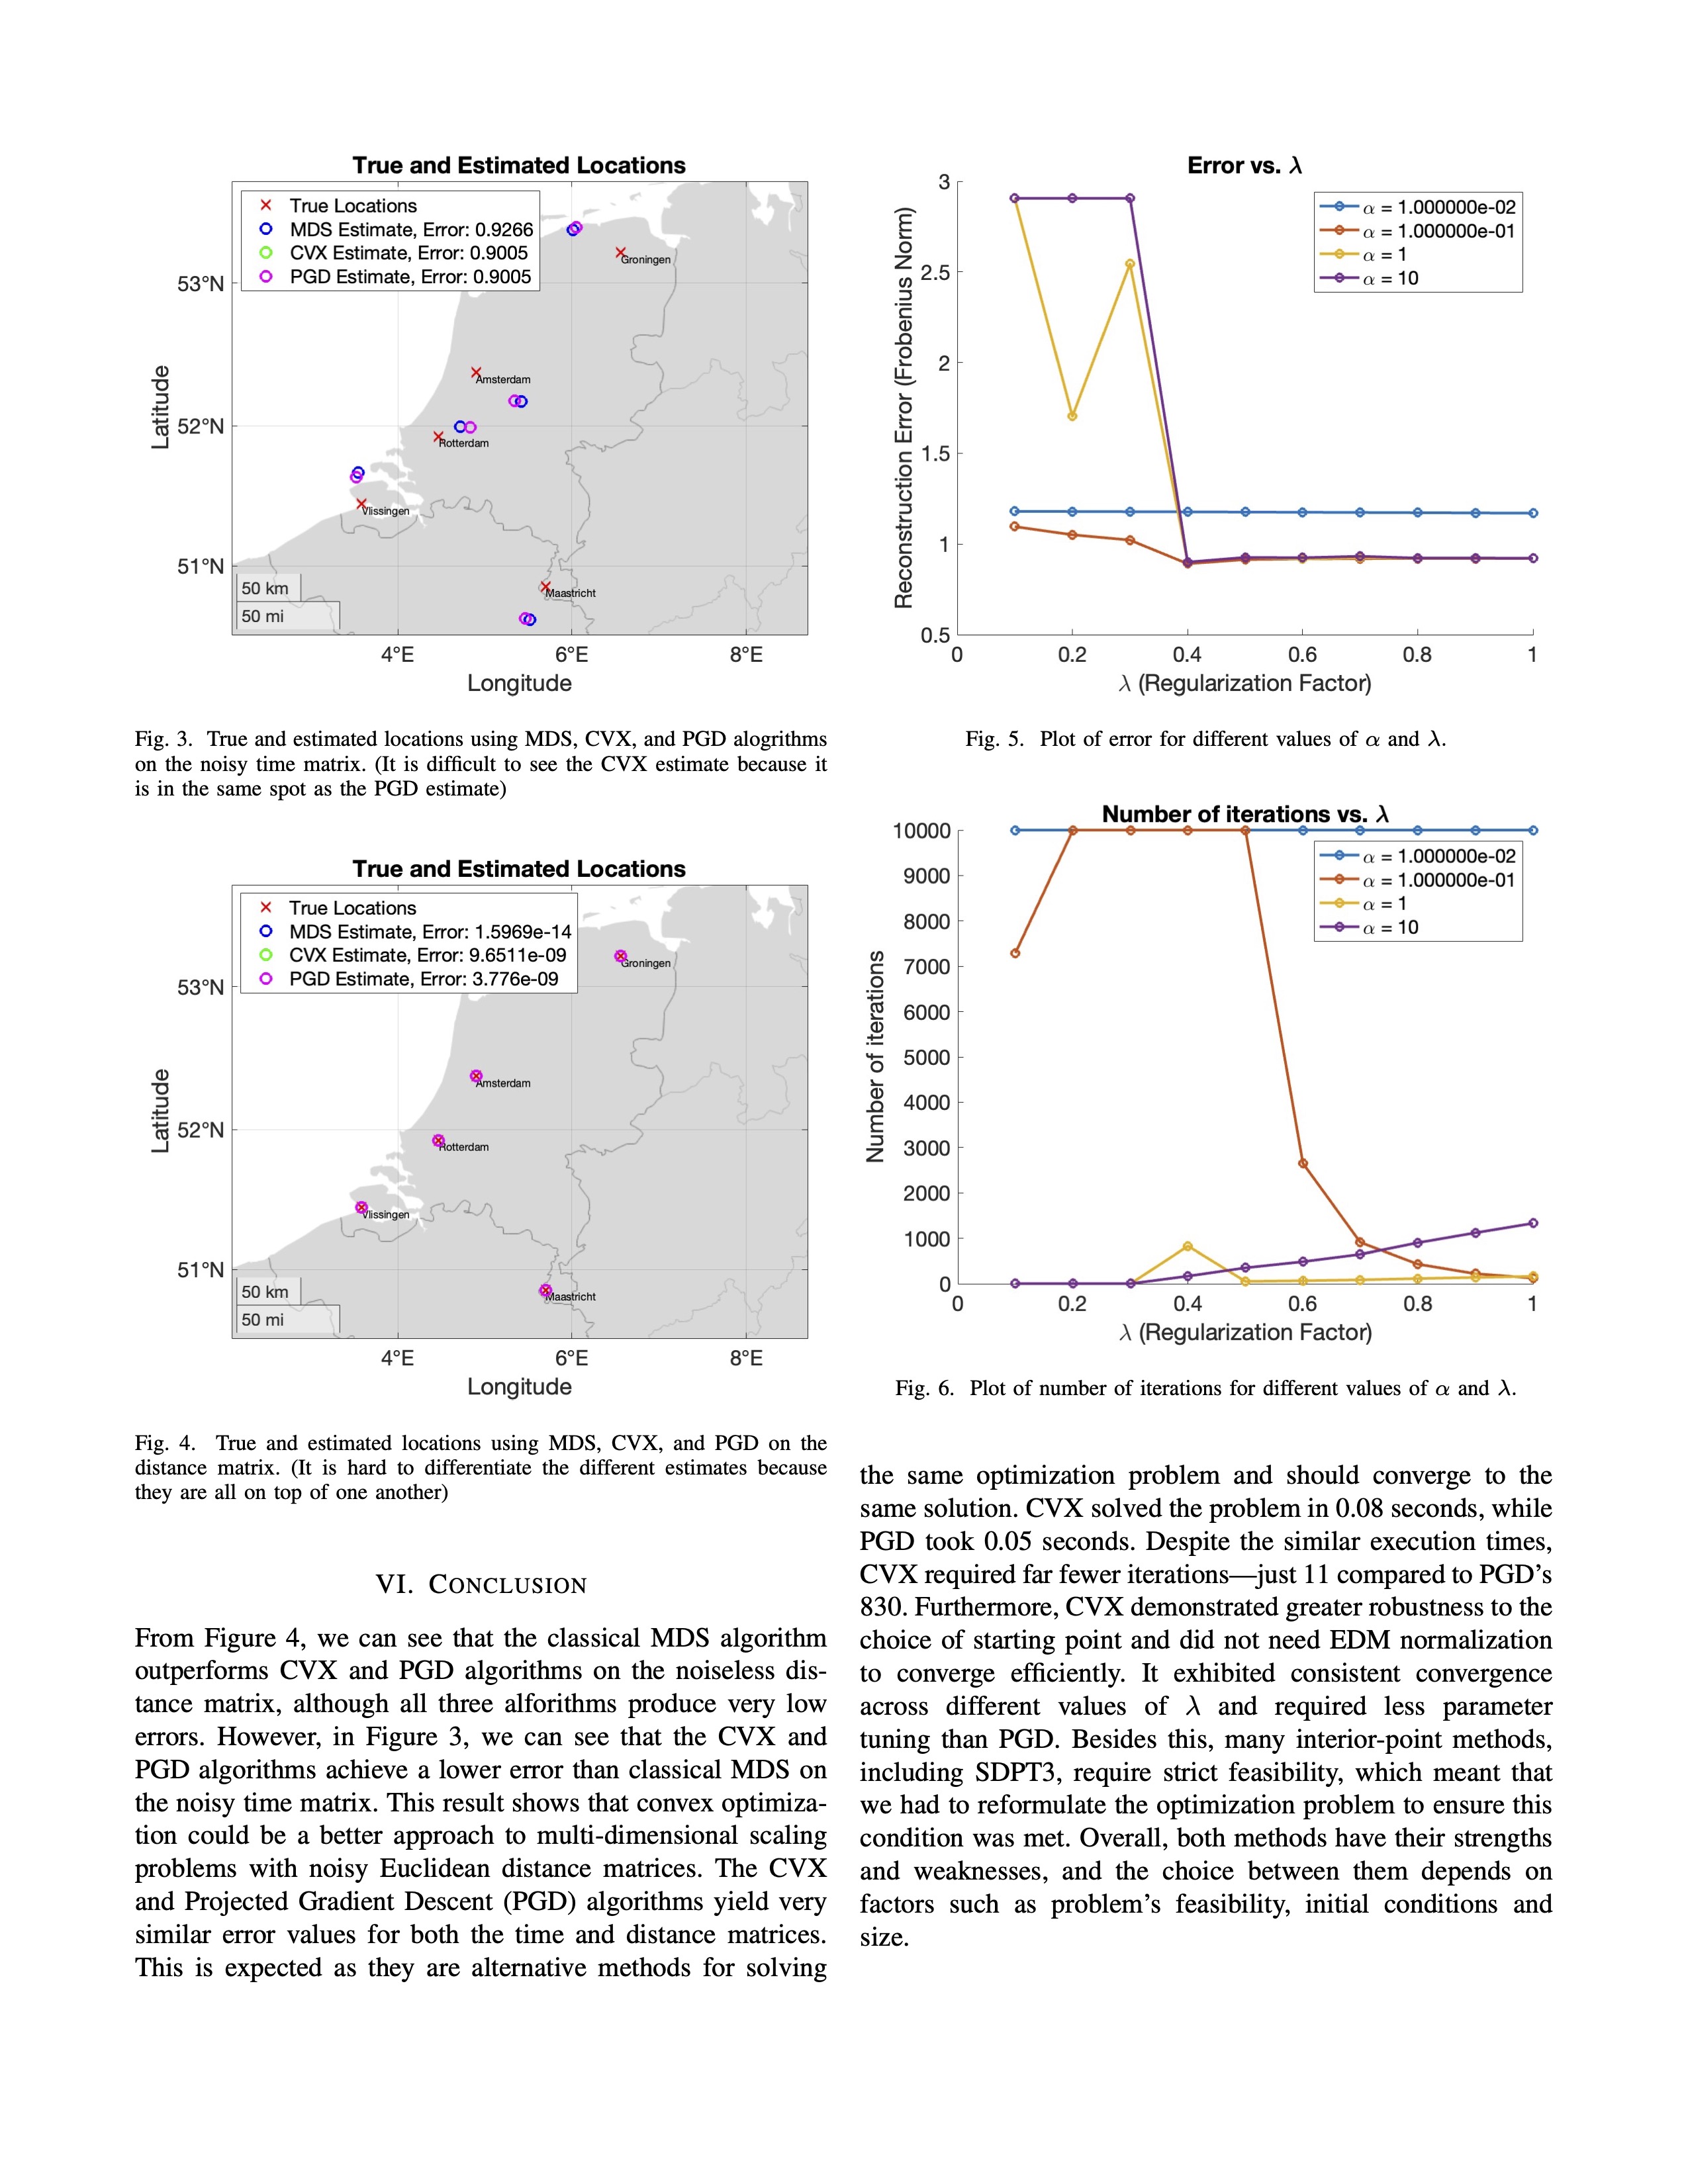 True and Estimated Locations
True Locations
MDS Estimate, Error: 0.9266
CVX Estimate, Error: 0.9005
PGD Estimate, Error: 0.9005
Groningen
Amsterdam
Rotterdam
Vlissingen
Maastricht
53°N
52°N
51°N
Latitude
50 km
50 mi
4°E 6°E 8°E
Longitude
Fig. 3. True and estimated locations using MDS, CVX, and PGD alogrithms
on the noisy time matrix. (It is difficult to see the CVX estimate because it
is in the same spot as the PGD estimate)
True and Estimated Locations
True Locations
MDS Estimate, Error: 1.5969e-14
CVX Estimate, Error: 9.6511e-09
PGD Estimate, Error: 3.776e-09
Groningen
Amsterdam
Rotterdam
Vlissingen
Maastricht
53°N
52°N
51°N
Latitude
50 km
50 mi
4°E 6°E 8°E
Longitude
Fig. 4. True and estimated locations using MDS, CVX, and PGD on the
distance matrix. (It is hard to differentiate the different estimates because
they are all on top of one another)
VI. CONCLUSION
From Figure 4, we can see that the classical MDS algorithm
outperforms CVX and PGD algorithms on the noiseless dis-
tance matrix, although all three alforithms produce very low
errors. However, in Figure 3, we can see that the CVX and
PGD algorithms achieve a lower error than classical MDS on
the noisy time matrix. This result shows that convex optimiza-
tion could be a better approach to multi-dimensional scaling
problems with noisy Euclidean distance matrices. The CVX
and Projected Gradient Descent (PGD) algorithms yield very
similar error values for both the time and distance matrices.
This is expected as they are alternative methods for solving
Error vs. λ
α = 1.000000e-02
α = 1.000000e-01
α = 1
α = 10
3
2.5
2
1.5
1
0.5
Reconstruction Error (Frobenius Norm)
0 0.2 0.4 0.6 0.8 1
λ (Regularization Factor)
Fig. 5. Plot of error for different values of α and λ.
Number of iterations vs. λ
α = 1.000000e-02
α = 1.000000e-01
α = 1
α = 10
10000
9000
8000
7000
6000
5000
4000
3000
2000
1000
0
Number of iterations
0 0.2 0.4 0.6 0.8 1
λ (Regularization Factor)
Fig. 6. Plot of number of iterations for different values of α and λ.
the same optimization problem and should converge to the
same solution. CVX solved the problem in 0.08 seconds, while
PGD took 0.05 seconds. Despite the similar execution times,
CVX required far fewer iterations—just 11 compared to PGD's
830. Furthermore, CVX demonstrated greater robustness to the
choice of starting point and did not need EDM normalization
to converge efficiently. It exhibited consistent convergence
across different values of λ and required less parameter
tuning than PGD. Besides this, many interior-point methods,
including SDPT3, require strict feasibility, which meant that
we had to reformulate the optimization problem to ensure this
condition was met. Overall, both methods have their strengths
and weaknesses, and the choice between them depends on
factors such as problem's feasibility, initial conditions and
size.